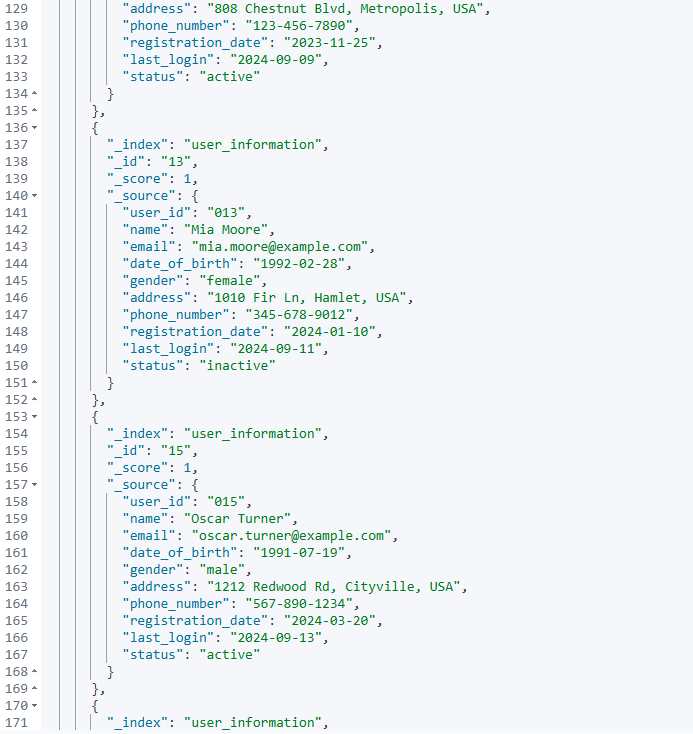 129 "address": "808 Chestnut Blvd, Metropolis, USA",
130 "phone_number": "123-456-7890",
131 "registration_date": "2023-11-25",
132 "last_login": "2024-09-09",
133 "status": "active"
134 }
135 },
136 {
137 "_index": "user_information",
138 "_id": "13",
139 "_score": 1,
140 "_source": {
141 "user_id": "013",
142 "name": "Mia Moore",
143 "email": "mia.moore@example.com",
144 "date_of_birth": "1992-02-28",
145 "gender": "female",
146 "address": "1010 Fir Ln, Hamlet, USA",
147 "phone_number": "345-678-9012",
148 "registration_date": "2024-01-10",
149 "last_login": "2024-09-11",
150 "status": "inactive"
151 }
152 },
153 {
154 "_index": "user_information",
155 "_id": "15",
156 "_score": 1,
157 "_source": {
158 "user_id": "015",
159 "name": "Oscar Turner",
160 "email": "oscar.turner@example.com",
161 "date_of_birth": "1991-07-19",
162 "gender": "male",
163 "address": "1212 Redwood Rd, Cityville, USA",
164 "phone_number": "567-890-1234",
165 "registration_date": "2024-03-20",
166 "last_login": "2024-09-13",
167 "status": "active"
168 }
169 },
170 {
171 "_index": "user_information",